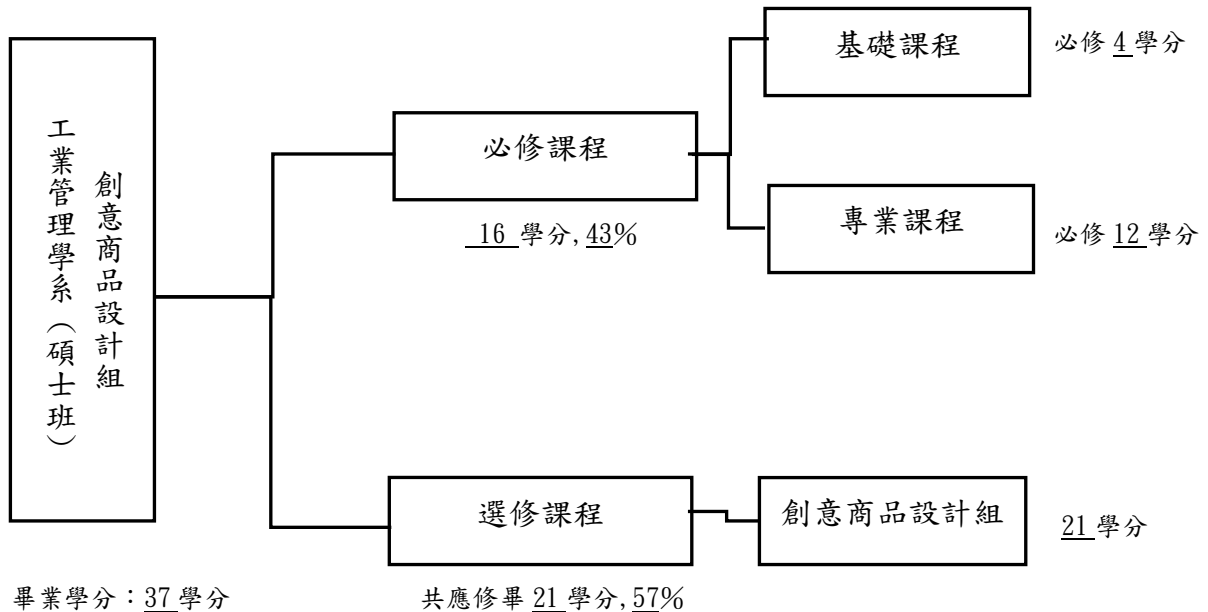 工業管理學系（碩士班）
創意商品設計組
畢業學分：37 學分
必修課程
16 學分, 43%
基礎課程
必修 4 學分
專業課程
必修 12 學分
選修課程
共應修畢 21 學分, 57%
創意商品設計組
21 學分